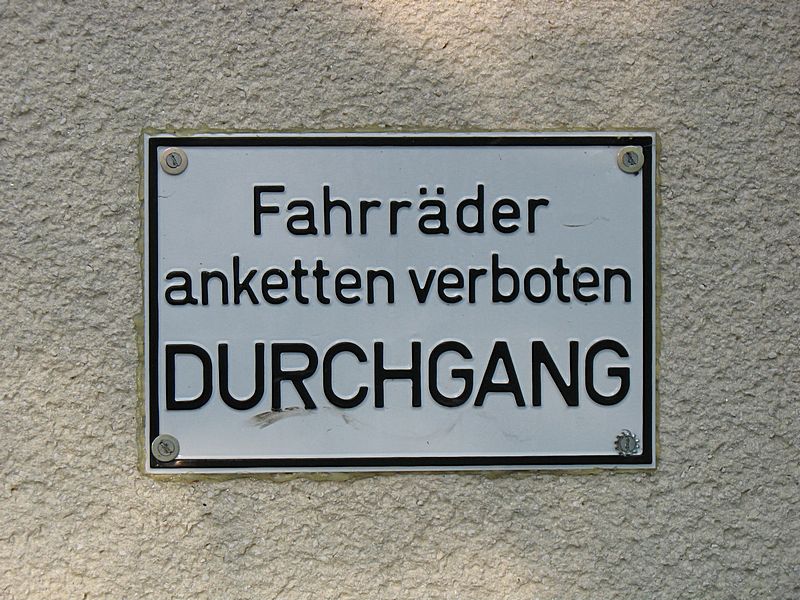 Fahrräder
anketten verboten
DURCHGANG